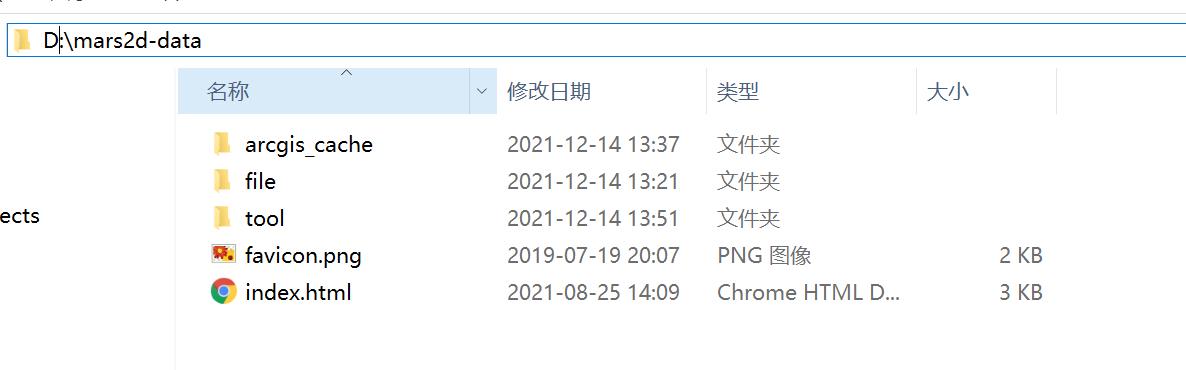 D:\mars2d-data
名称 修改日期 类型 大小
arcgis_cache 2021-12-14 13:37 文件夹
file 2021-12-14 13:21 文件夹
ects tool 2021-12-14 13:51 文件夹
favicon.png 2019-07-19 20:07 PNG 图像 2 KB
index.html 2021-08-25 14:09 Chrome HTML D... 3 KB